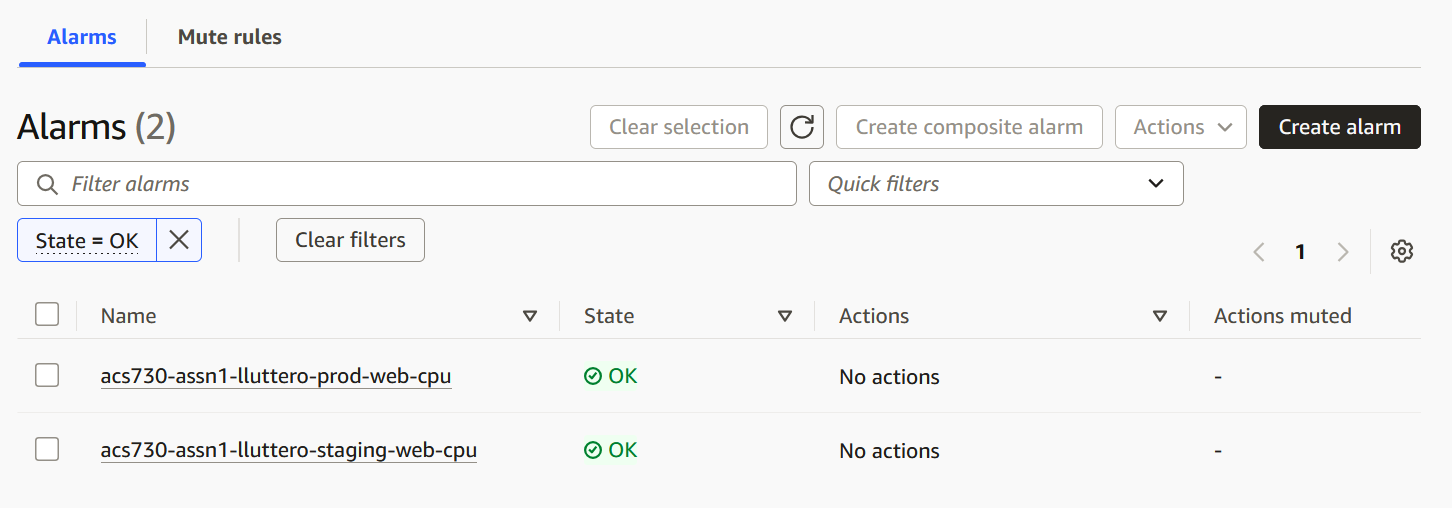 Alarms Mute rules
Alarms (2) Clear selection Create composite alarm Actions Create alarm
Filter alarms Quick filters
State = OK Clear filters 1
Name State Actions Actions muted
acs730-assn1-lluttero-prod-web-cpu OK No actions -
acs730-assn1-lluttero-staging-web-cpu OK No actions -